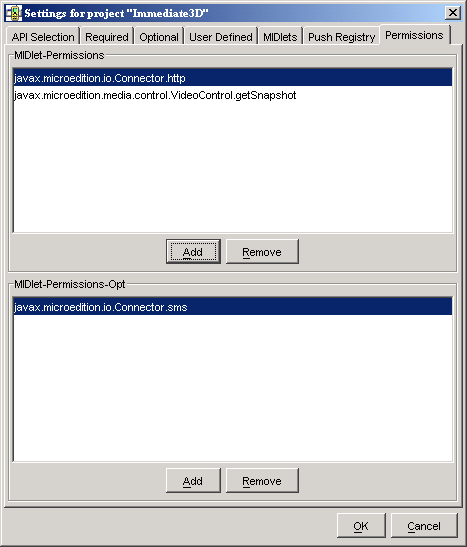 Settings for project "Immediate3D"
API Selection Required Optional User Defined MIDlets Push Registry Permissions
MIDlet-Permissions
javax.microedition.io.Connector.http
javax.microedition.media.control.VideoControl.getSnapshot
Add Remove
MIDlet-Permissions-Opt
javax.microedition.io.Connector.sms
Add Remove
OK Cancel